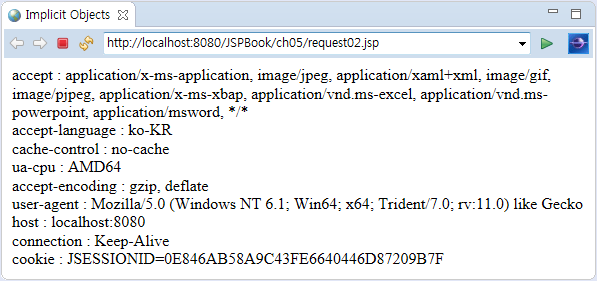 Implicit Objects
http://localhost:8080/JSPBook/ch05/request02.jsp
accept : application/x-ms-application, image/jpeg, application/xaml+xml, image/gif,
image/pjpeg, application/x-ms-xbap, application/vnd.ms-excel, application/vnd.ms-
powerpoint, application/msword, */*
accept-language : ko-KR
cache-control : no-cache
ua-cpu : AMD64
accept-encoding : gzip, deflate
user-agent : Mozilla/5.0 (Windows NT 6.1; Win64; x64; Trident/7.0; rv:11.0) like Gecko
host : localhost:8080
connection : Keep-Alive
cookie : JSESSIONID=0E846AB58A9C43FE6640446D87209B7F